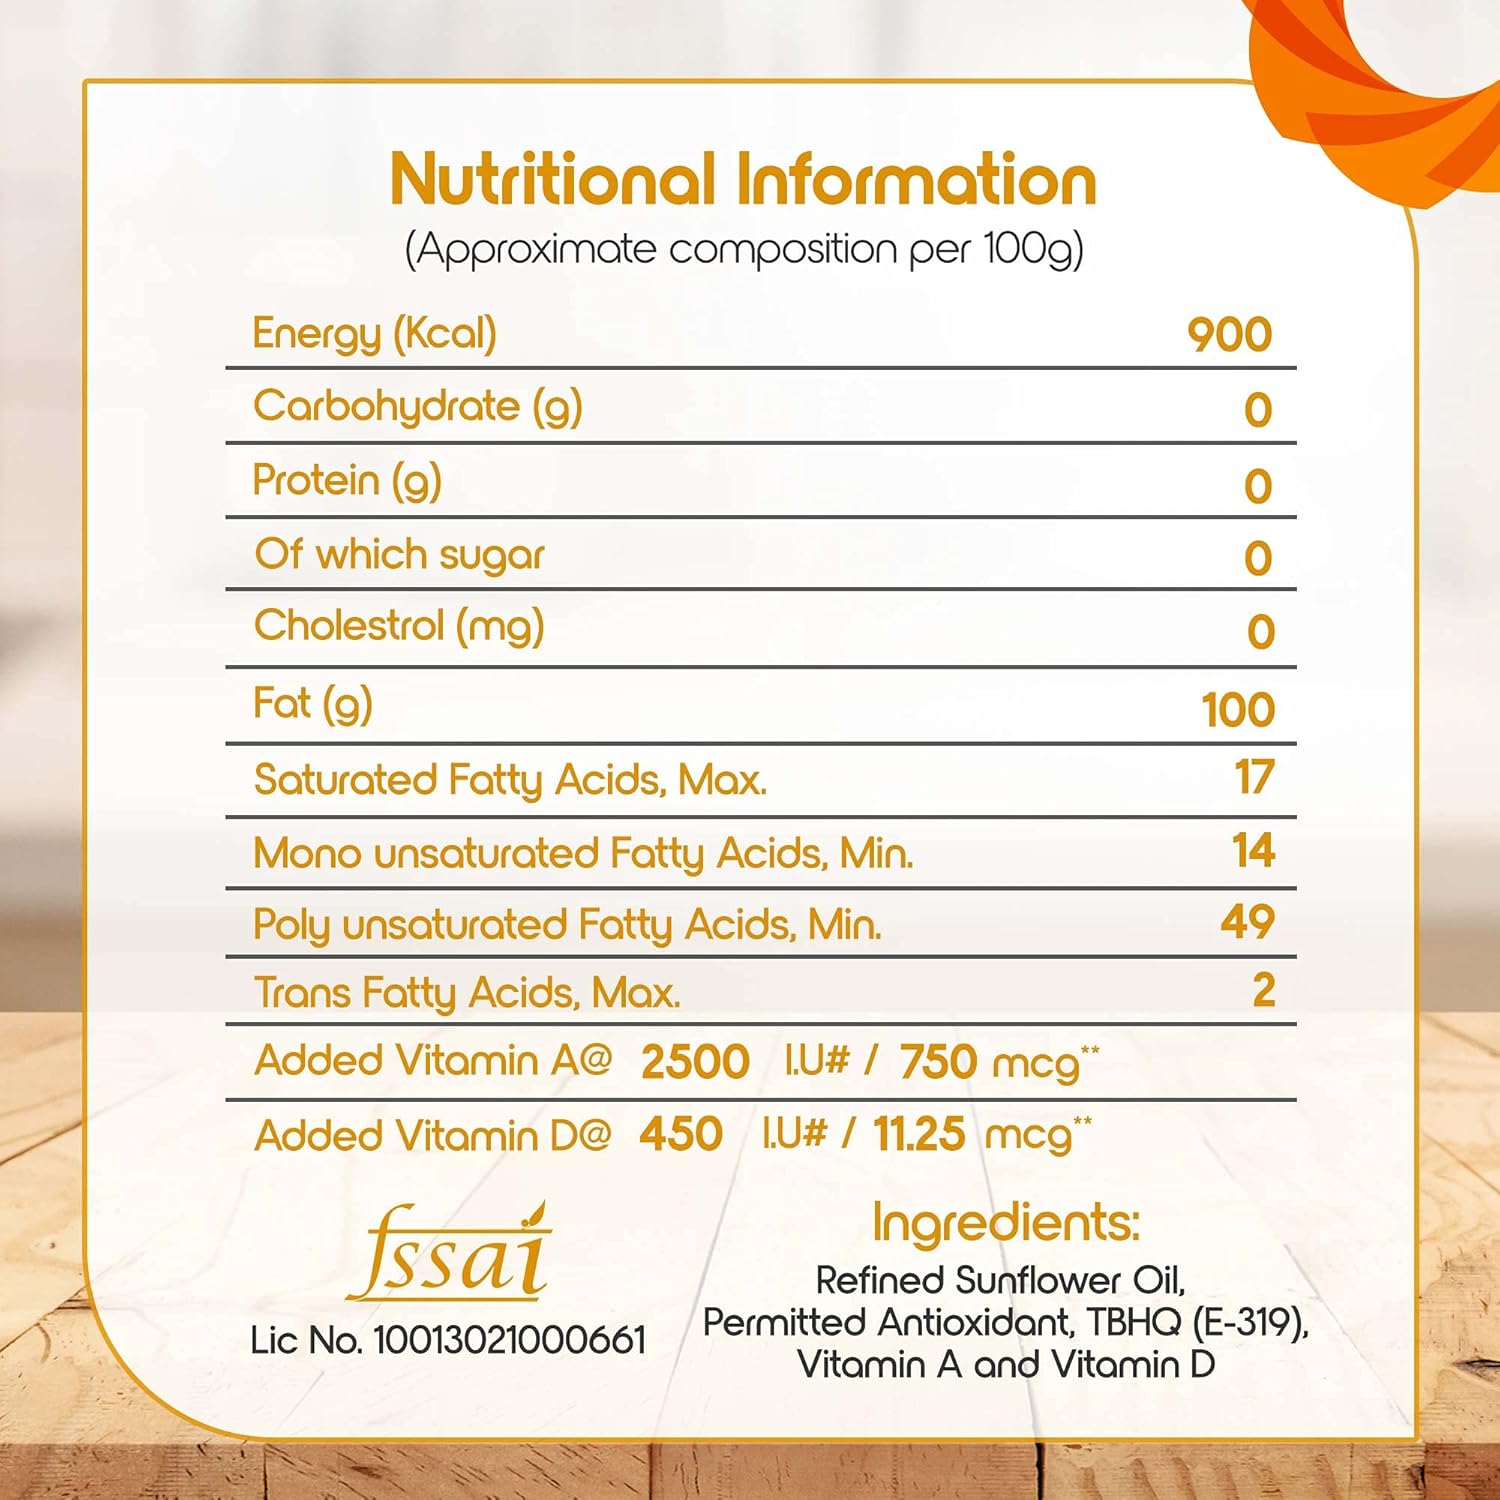 Nutritional Information
(Approximate composition per 100g)
Energy (Kcal) 900
Carbohydrate (g) 0
Protein (g) 0
Of which sugar 0
Cholestrol (mg) 0
Fat (g) 100
Saturated Fatty Acids, Max. 17
Mono unsaturated Fatty Acids, Min. 14
Poly unsaturated Fatty Acids, Min. 49
Trans Fatty Acids, Max. 2
Added Vitamin A@ 2500 I.U# / 750 mcg**
Added Vitamin D@ 450 I.U# / 11.25 mcg**
fssai
Lic No. 10013021000661
Ingredients:
Refined Sunflower Oil,
Permitted Antioxidant, TBHQ (E-319),
Vitamin A and Vitamin D